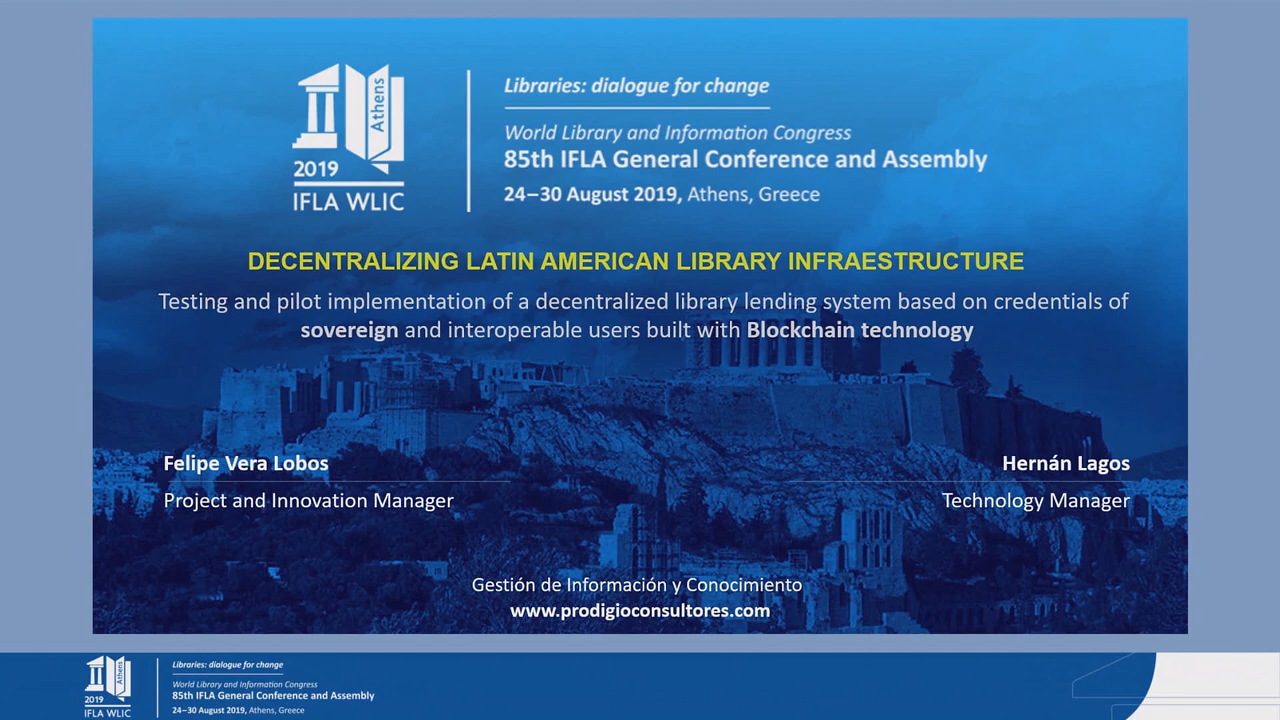 Athens
2019
IFLA WLIC
Libraries: dialogue for change
World Library and Information Congress
85th IFLA General Conference and Assembly
24–30 August 2019, Athens, Greece
DECENTRALIZING LATIN AMERICAN LIBRARY INFRAESTRUCTURE
Testing and pilot implementation of a decentralized library lending system based on credentials of
sovereign and interoperable users built with Blockchain technology
Felipe Vera Lobos
Project and Innovation Manager
Hernán Lagos
Technology Manager
Gestión de Información y Conocimiento
www.prodigioconsultores.com
Athens
2019
IFLA WLIC
Libraries: dialogue for change
World Library and Information Congress
85th IFLA General Conference and Assembly
24–30 August 2019, Athens, Greece